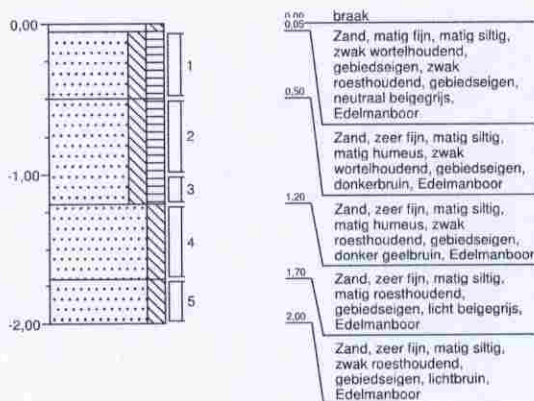 0,00
1
2
-1,00
3
4
5
-2,00
0,00
braak
0,05
Zand, matig fijn, matig siltig,
zwak wortelhoudend,
gebiedseigen, zwak
roesthoudend, gebiedseigen,
neutraal beigegrijs,
Edelmanboor
0,50
Zand, zeer fijn, matig siltig,
matig humeus, zwak
wortelhoudend, gebiedseigen,
donkerbruin, Edelmanboor
1,20
Zand, zeer fijn, matig siltig,
matig humeus, zwak
roesthoudend, gebiedseigen,
donker geelbruin, Edelmanboor
1,70
Zand, zeer fijn, matig siltig,
matig roesthoudend,
gebiedseigen, licht beigegrijs,
Edelmanboor
2,00
Zand, zeer fijn, matig siltig,
zwak roesthoudend,
gebiedseigen, lichtbruin,
Edelmanboor